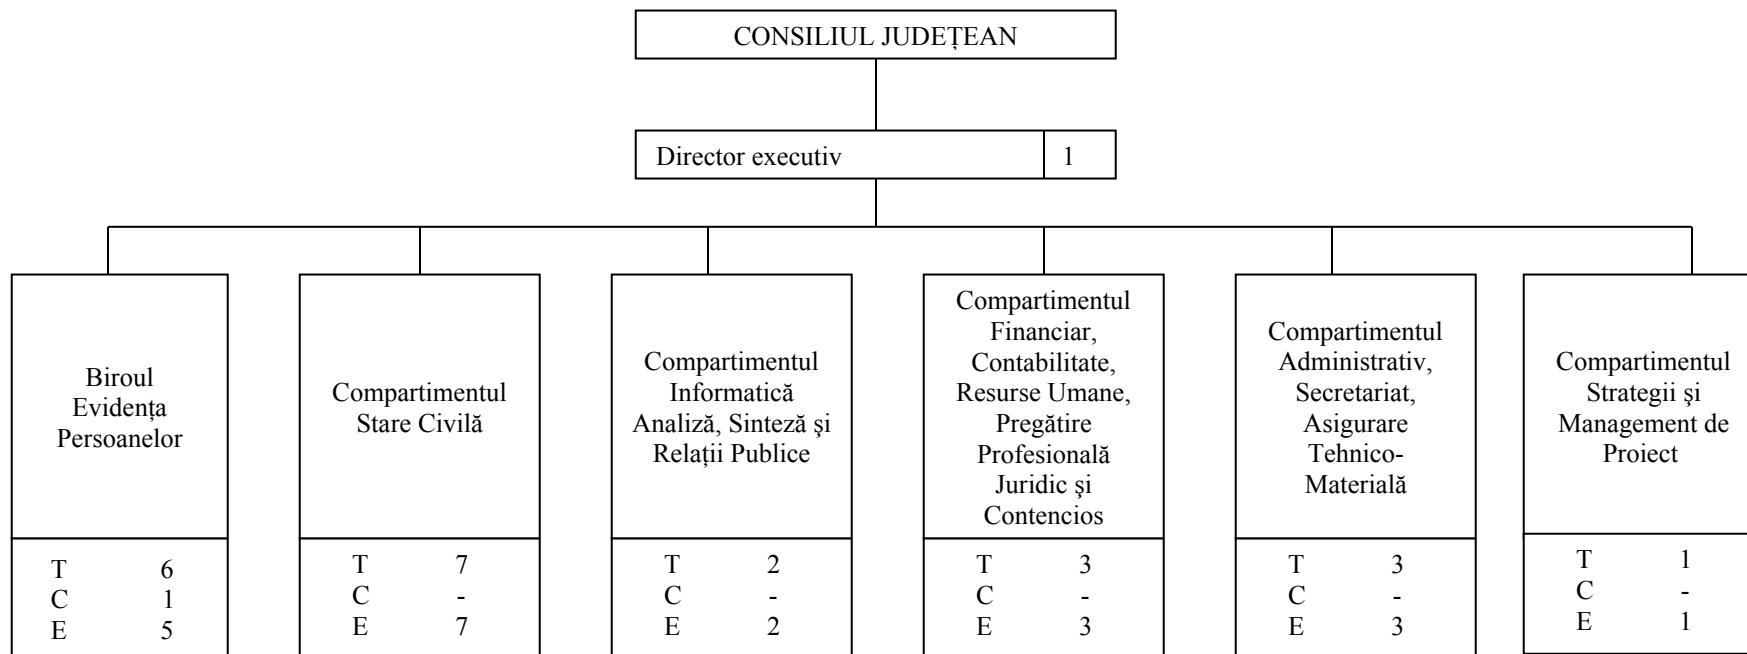 CONSILIUL JUDEȚEAN
Director executiv 1
Biroul
Evidența
Persoanelor
T 6
C 1
E 5
Compartimentul
Stare Civilă
T 7
C -
E 7
Compartimentul
Informatică
Analiză, Sinteză şi
Relații Publice
T 2
C -
E 2
Compartimentul
Financiar,
Contabilitate,
Resurse Umane,
Pregătire
Profesională
Juridic şi
Contencios
T 3
C -
E 3
Compartimentul
Administrativ,
Secretariat,
Asigurare
Tehnico-
Materială
T 3
C -
E 3
Compartimentul
Strategii şi
Management de
Proiect
T 1
C -
E 1